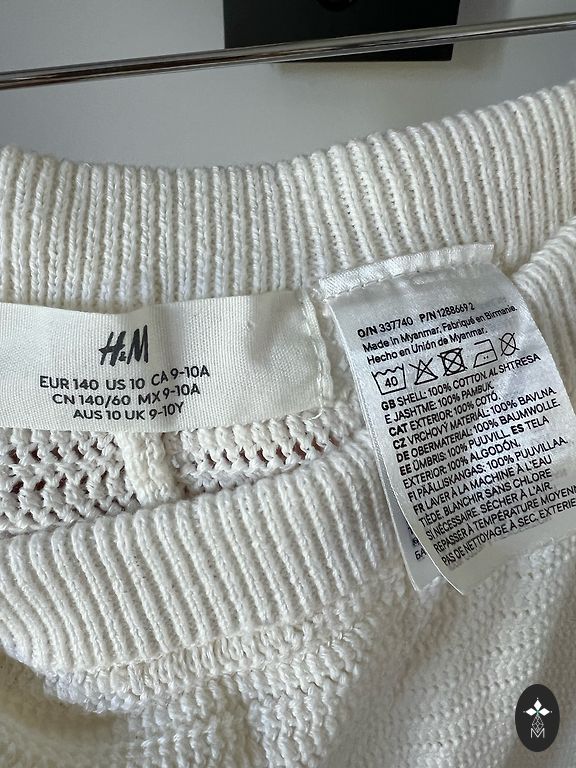 H&M
EUR 140 US 10 CA 9-10A
CN 140/60 MX 9-10A
AUS 10 UK 9-10Y
O/N 337740 P/N 1288669 2
Made in Myanmar, Fabriqué en Birmanie,
Hecho en Unión de Myanmar.
40
GB SHELL: 100% COTTON. AL SHTRESA
E JASHTME: 100% PAMBUK.
CAT EXTERIOR: 100% COTÓ.
CZ VRCHOVÝ MATERIÁL: 100% BAVLNA
DE OBERMATERIAL: 100% BAUMWOLLE.
EE ÜMBRIS: 100% PUUVILL. ES TELA
EXTERIOR: 100% ALGODÓN.
FI PÄÄLLISKANGAS: 100% PUUVILLAA.
FR LAVER À LA MACHINE À L'EAU
TIÈDE. BLANCHIR SANS CHLORE
SI NÉCESSAIRE. SÉCHER À L'AIR.
REPASSER À TEMPÉRATURE MOYENN
PAS DE NETTOYAGE À SEC. EXTERIE
M